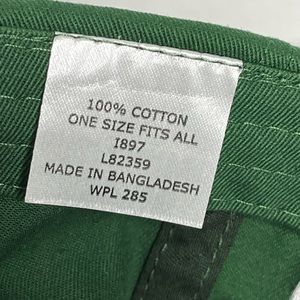 100% COTTON
ONE SIZE FITS ALL
I897
L82359
MADE IN BANGLADESH
WPL 285